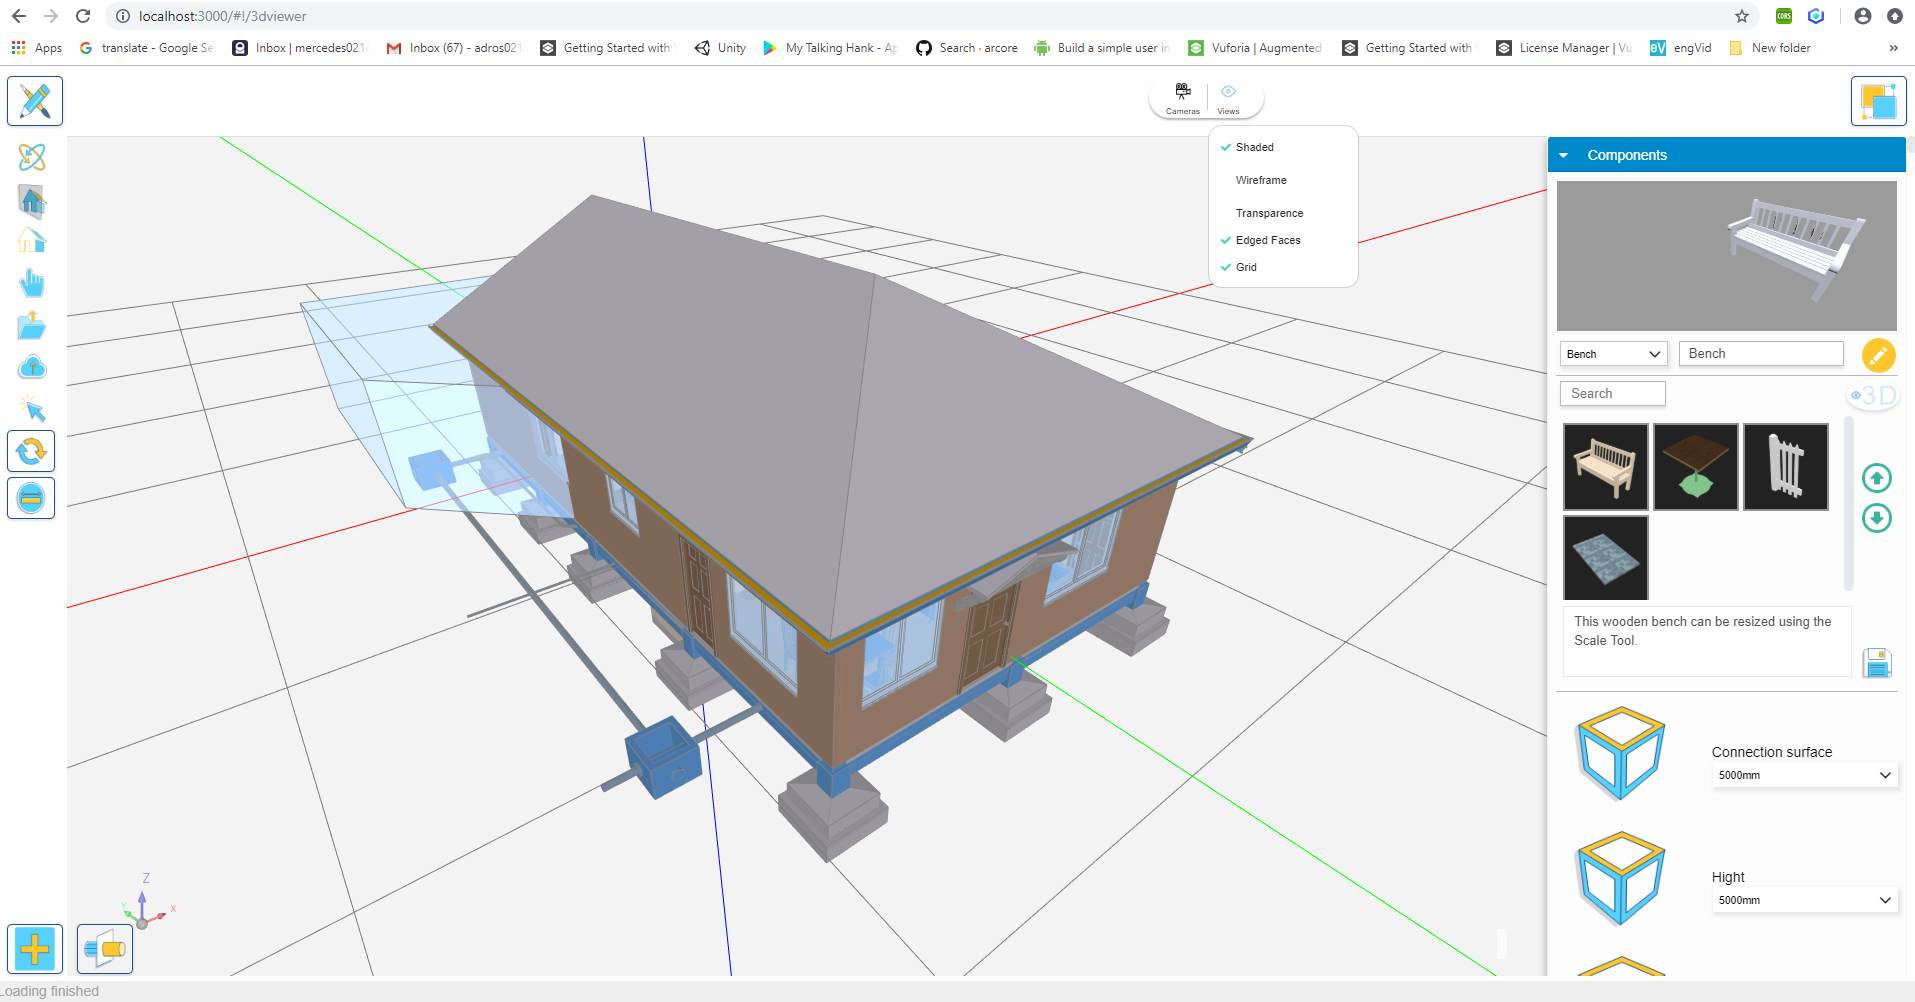 localhost:3000/#!/3dviewer
Apps
translate - Google Se
Inbox | mercedes021
Inbox (67) - adros021
Getting Started with
Unity
My Talking Hank - Ap
Search · arcore
Build a simple user in
Vuforia | Augmented
Getting Started with
License Manager | Vu
eV
engVid
New folder
»
CORS
Cameras
Views
Shaded
Wireframe
Transparence
Edged Faces
Grid
Components
Bench
Bench
Search
3D
This wooden bench can be resized using the
Scale Tool.
Connection surface
5000mm
Hight
5000mm
Z
Y
X
Loading finished